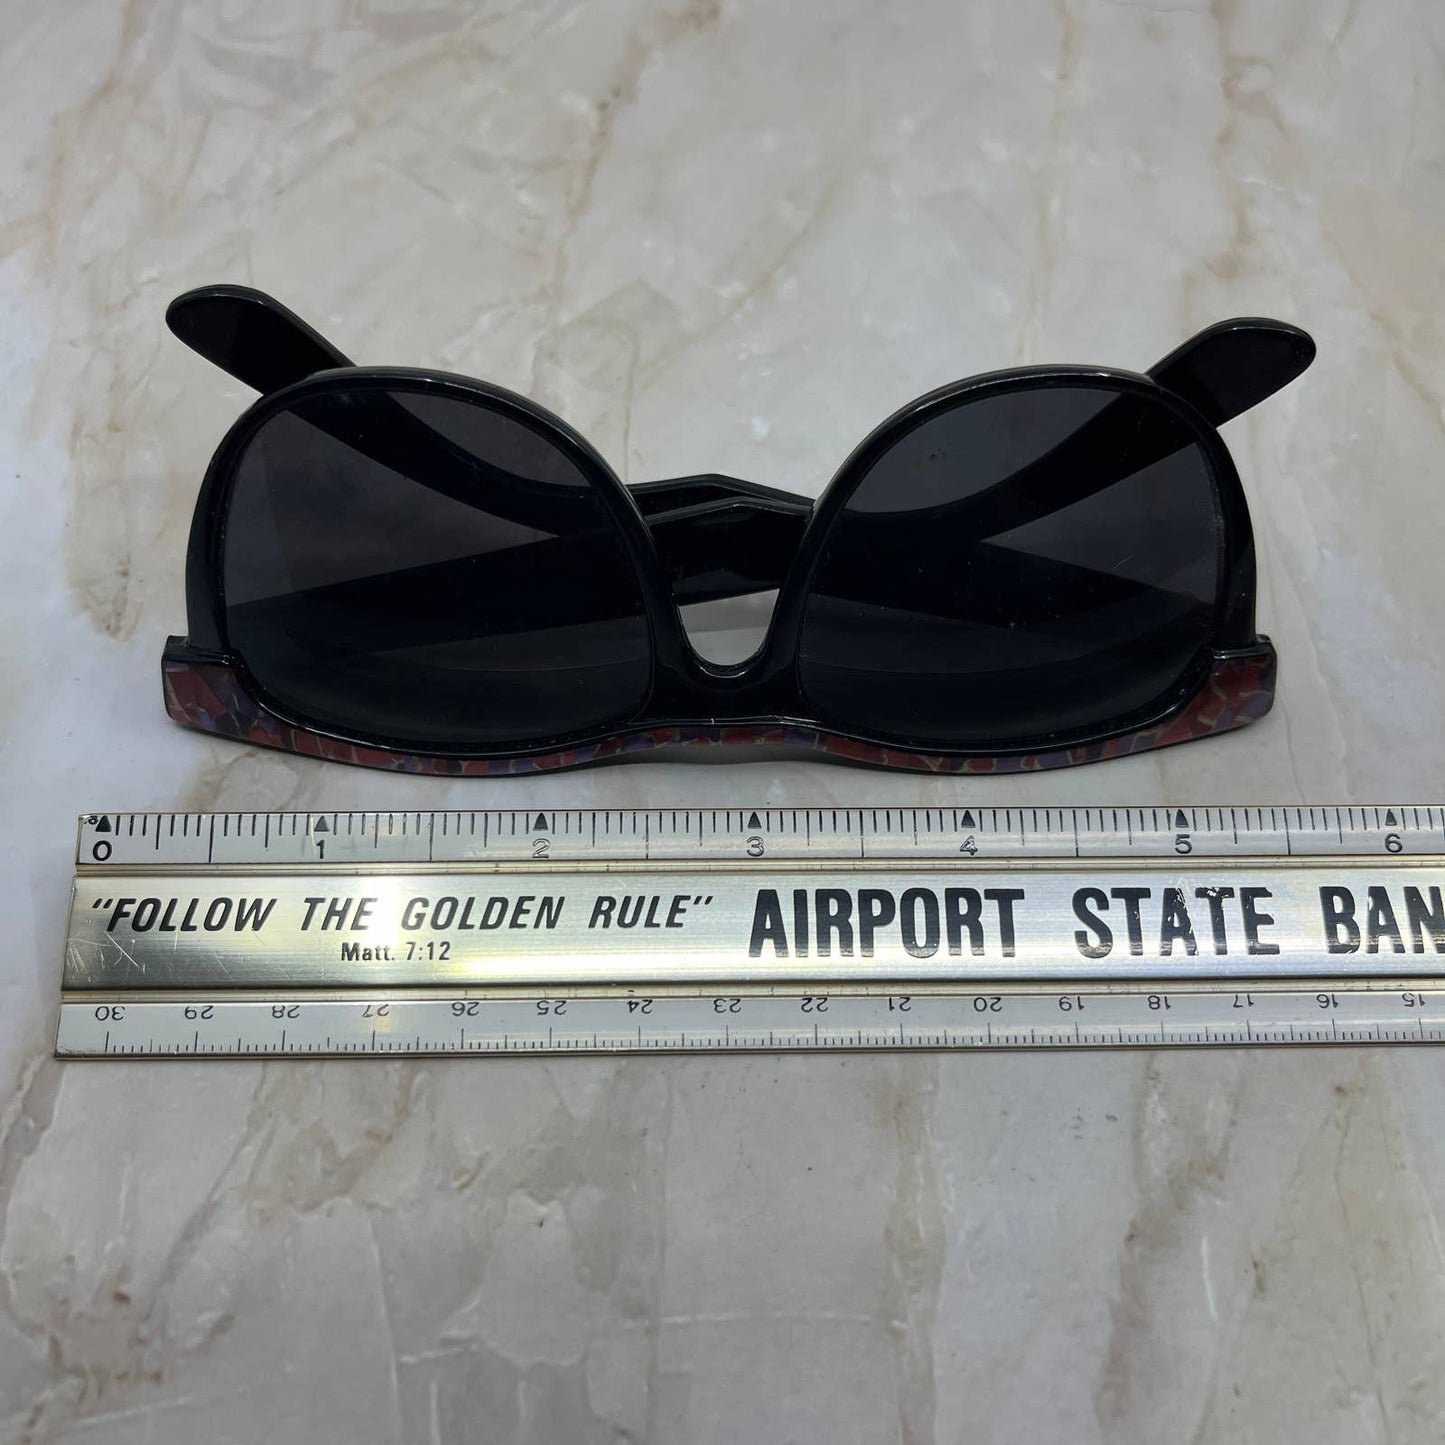 0 1 2 3 4 5 6
"FOLLOW THE GOLDEN RULE" AIRPORT STATE BAN
Matt. 7:12
30 29 28 27 26 25 24 23 22 21 20 19 18 17 16 15